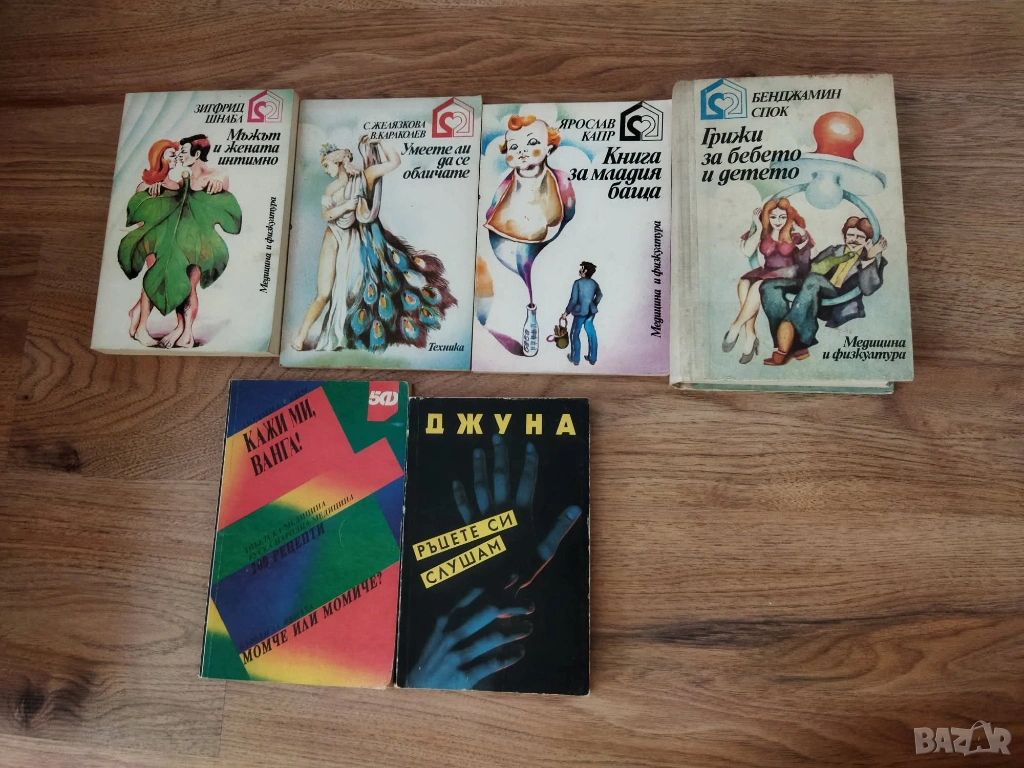 ЗИГФРИД
ШНАБЛ
Мъжът
и жената
интимно
Медицина и физкултура
С. ЖЕЛЯЗКОВА
В. КАРАКОЛЕВ
Умеете ли
да се
обличате
Техника
ЯРОСЛАВ
КАПР
Книга
за младия
баща
Медицина и физкултура
БЕНДЖАМИН
СПОК
Грижи
за бебето
и детето
Медицина
и физкултура
КАЖИ МИ,
ВАНГА!
РЕЦЕПТИ
МОМЧЕ ИЛИ МОМИЧЕ?
ДЖУНА
РЪЦЕТЕ СИ
СЛУШАМ
BAZAR